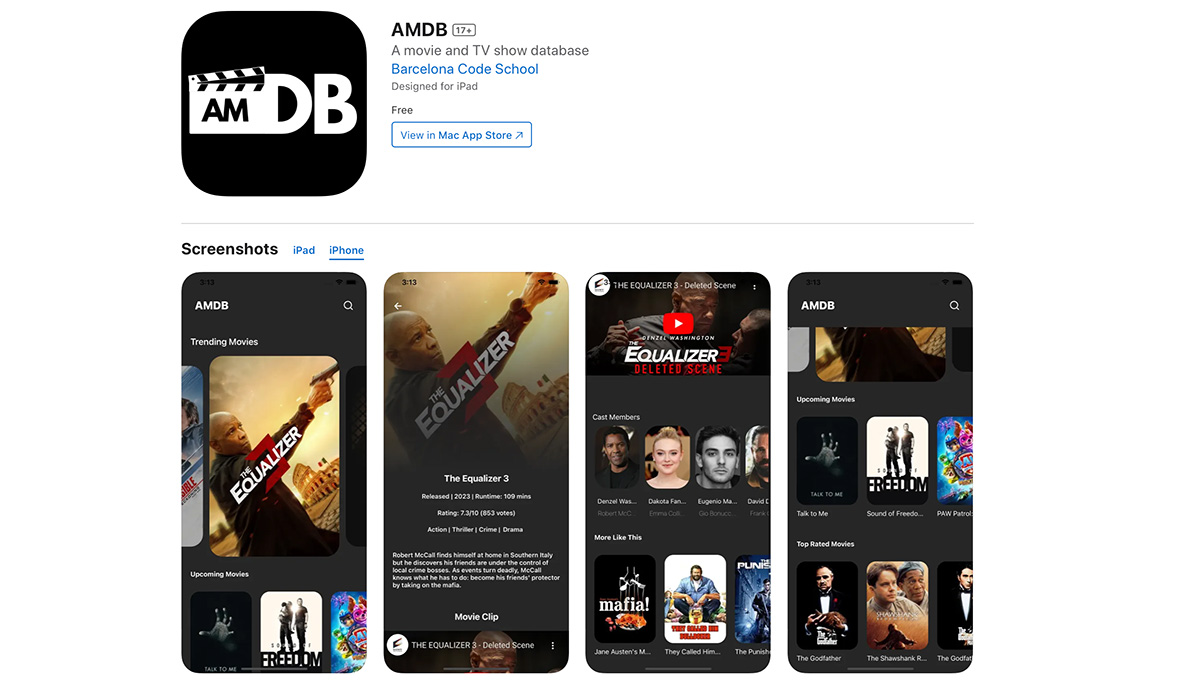 AM DB
AMDB 17+
A movie and TV show database
Barcelona Code School
Designed for iPad
Free
View in Mac App Store ↗
Screenshots iPad iPhone
3:13
AMDB
Trending Movies
THE EQUALIZER 3
Upcoming Movies
TALK TO ME
SOUND OF
FREEDOM
3:13
THE EQUALIZER 3
The Equalizer 3
Released | 2023 | Runtime: 109 mins
Rating: 7.3/10 (853 votes)
Action | Thriller | Crime | Drama
Robert McCall finds himself at home in Southern Italy
but he discovers his friends are under the control of
local crime bosses. As events turn deadly, McCall
knows what he has to do: become his friends' protector
by taking on the mafia.
Movie Clip
THE EQUALIZER 3 - Deleted Scene
THE EQUALIZER 3 - Deleted Scene
DENZEL WASHINGTON
THE EQUALIZER 3
DELETED SCENE
Cast Members
Denzel Was... Dakota Fan... Eugenio Ma... David D
Robert McC... Emma Colli... Gio Bonucc... Frank
More Like This
mafia!
THEY CALLED HIM
BULLDOZER
PUNIS
Jane Austen's M... They Called Him... The Punishe
3:13
AMDB
Upcoming Movies
TALK TO ME
SOUND OF
FREEDOM
Talk to Me Sound of Freedo... PAW Patrol:
Top Rated Movies
The Godfather
SHAWSHANK
The Godfather The Shawshank R... The Godfat